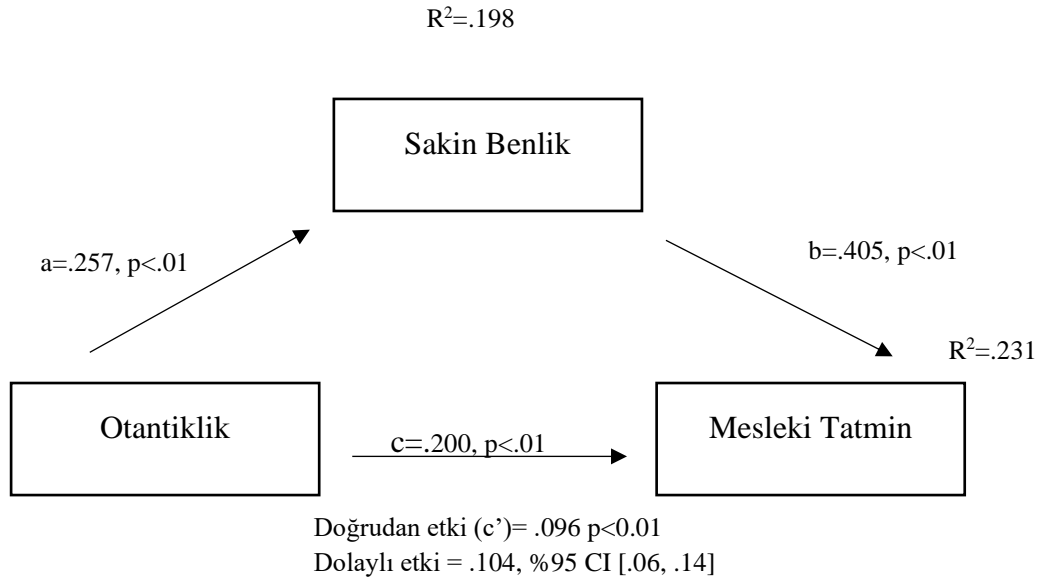 R²=.198
Sakin Benlik
a=.257, p<.01
b=.405, p<.01
R²=.231
Otantiklik
c=.200, p<.01
Mesleki Tatmin
Doğrudan etki (c’)= .096 p<0.01
Dolaylı etki = .104, %95 CI [.06, .14]